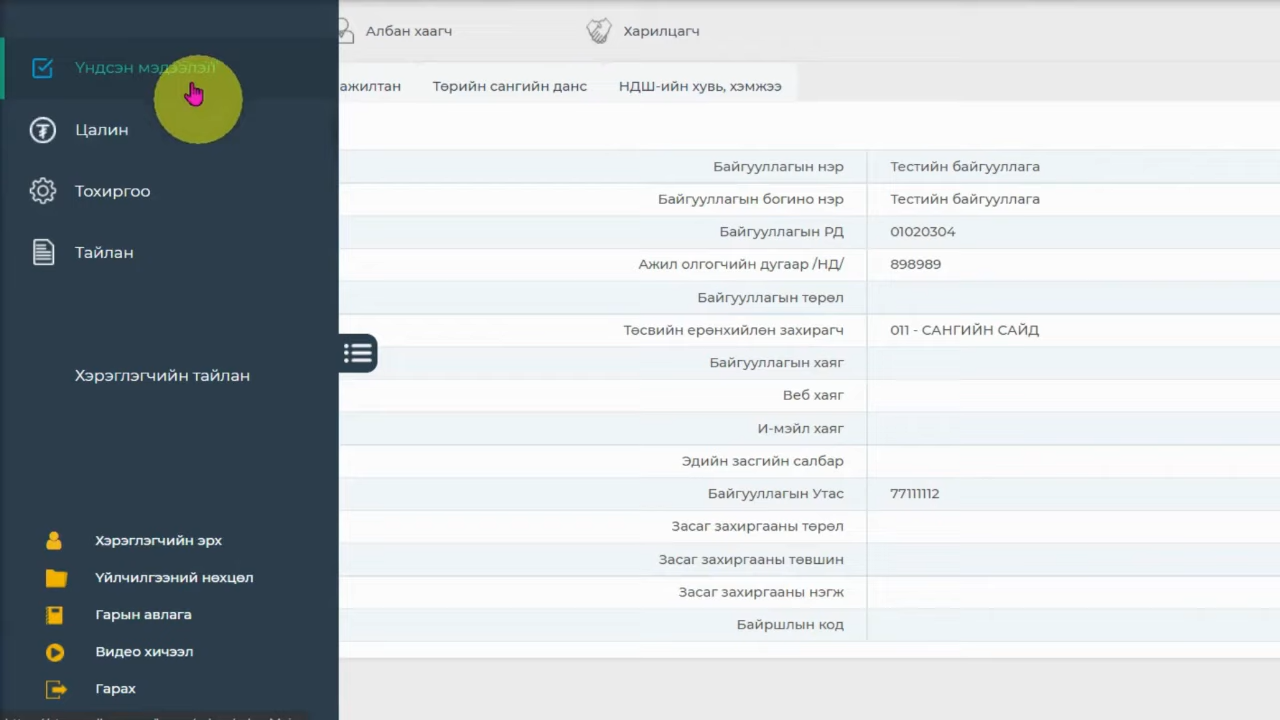 Үндсэн мэдээлэл
Цалин
Тохиргоо
Тайлан
Хэрэглэгчийн тайлан
Хэрэглэгчийн эрх
Үйлчилгээний нөхцөл
Гарын авлага
Видео хичээл
Гарах
Албан хаагч
Харилцагч
ажилтан
Төрийн сангийн данс
НДШ-ийн хувь, хэмжээ
Байгууллагын нэр Тестийн байгууллага
Байгууллагын богино нэр Тестийн байгууллага
Байгууллагын РД 01020304
Ажил олгогчийн дугаар /НД/ 898989
Байгууллагын төрөл
Төсвийн ерөнхийлөн захирагч 011 - САНГИЙН САЙД
Байгууллагын хаяг
Веб хаяг
И-мэйл хаяг
Эдийн засгийн салбар
Байгууллагын Утас 77111112
Засаг захиргааны төрөл
Засаг захиргааны төвшин
Засаг захиргааны нэгж
Байршлын код